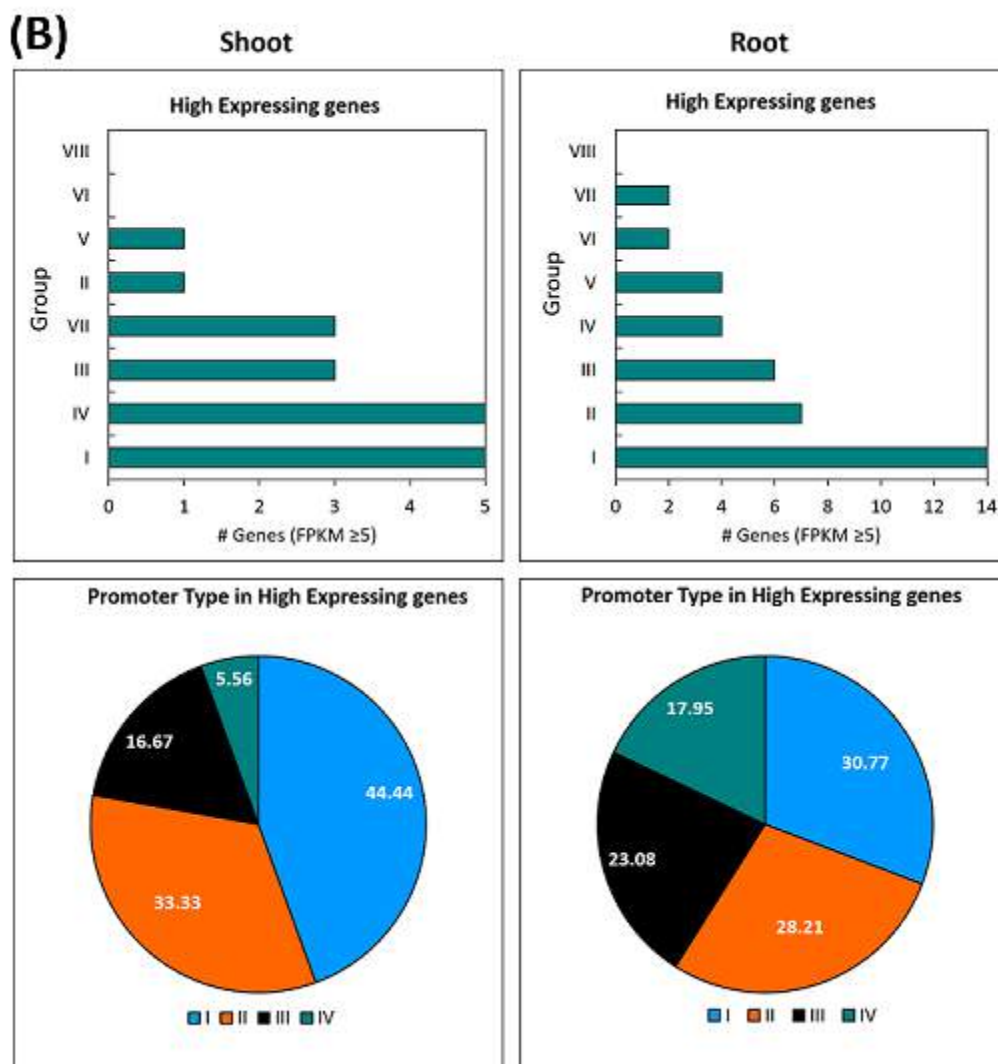 (B)
Shoot
Root
High Expressing genes
VIII
VI
V
II
VII
III
IV
I
Group
0 1 2 3 4 5
# Genes (FPKM ≥5)
High Expressing genes
VIII
VII
VI
V
IV
III
II
I
Group
0 2 4 6 8 10 12 14
# Genes (FPKM ≥5)
Promoter Type in High Expressing genes
5.56
16.67
44.44
33.33
I II III IV
Promoter Type in High Expressing genes
17.95
30.77
23.08
28.21
I II III IV